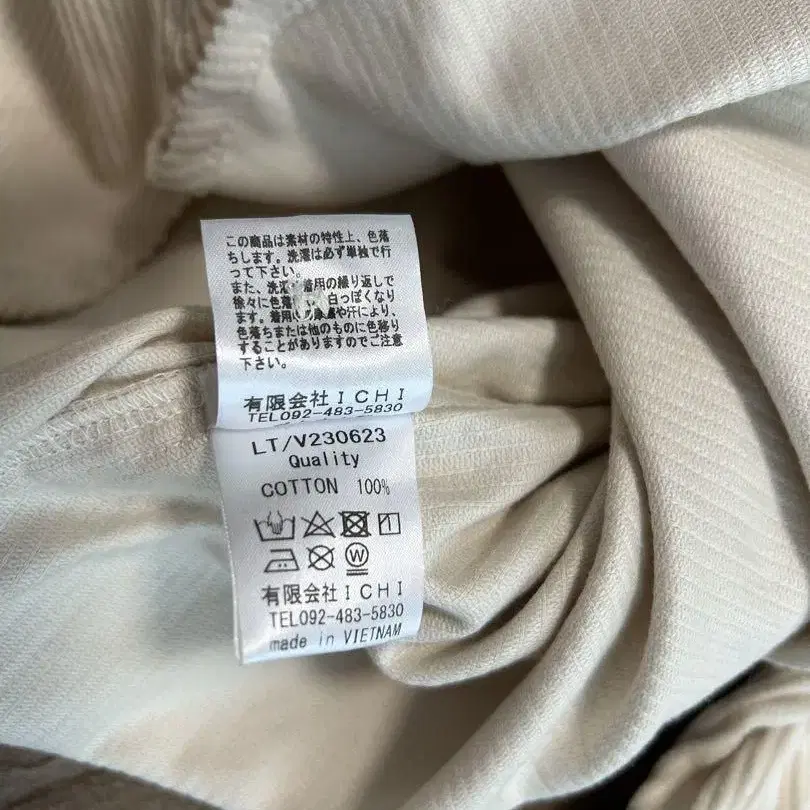 この商品は素材の特性上、色落
ちします。洗濯は必ず単独で行
って下さい。
また、洗濯 着用の繰り返しで
徐々に色落 白っぽくなり
ます。着用 や汗により、
色落ちまたは他のものに色移り
することがありますのでご注意
下さい。
有限会社ICHI
TEL092-483-5830
LT/V230623
Quality
COTTON 100%
W
有限会社ICHI
TEL092-483-5830
made in VIETNAM